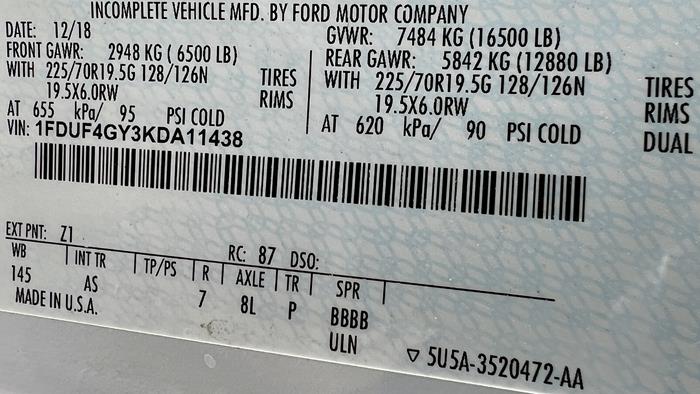 INCOMPLETE VEHICLE MFD. BY FORD MOTOR COMPANY
DATE: 12/18 GVWR: 7484 KG (16500 LB)
FRONT GAWR: 2948 KG ( 6500 LB) REAR GAWR: 5842 KG (12880 LB)
WITH 225/70R19.5G 128/126N TIRES WITH 225/70R19.5G 128/126N TIRES
19.5X6.0RW RIMS 19.5X6.0RW RIMS
AT 655 kPa/ 95 PSI COLD AT 620 kPa/ 90 PSI COLD DUAL
VIN: 1FDUF4GY3KDA11438
EXT PNT: Z1 RC: 87 DSO:
WB INT TR TP/PS R AXLE TR SPR
145 AS 7 8L P BBBB
MADE IN U.S.A. ULN
▽ 5U5A-3520472-AA